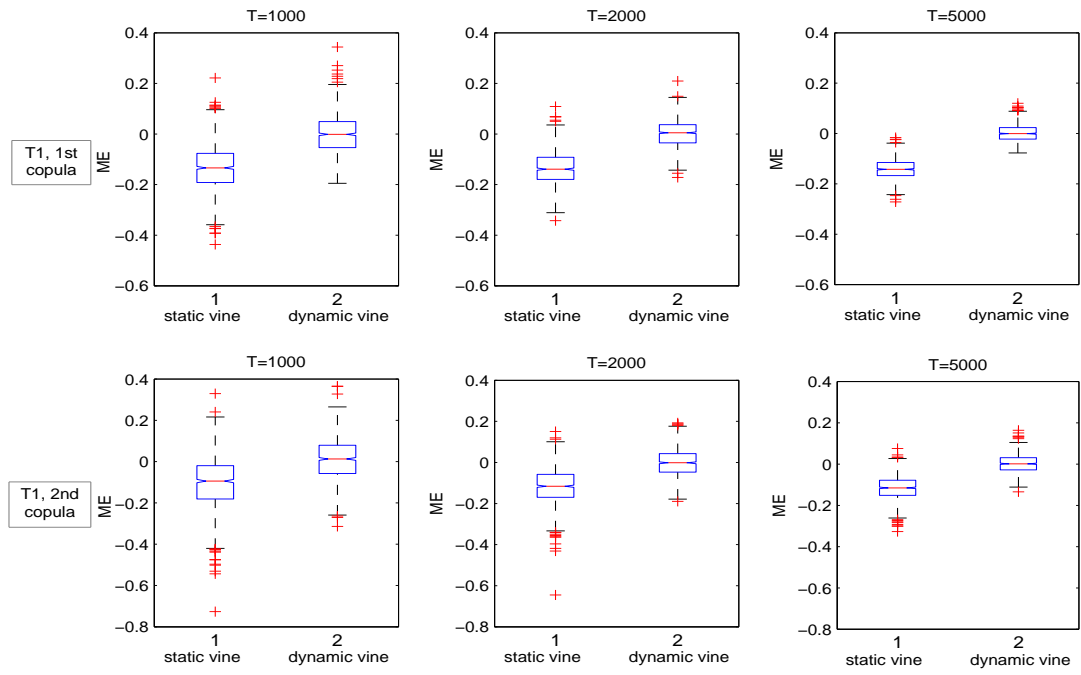 T=1000
T=2000
T=5000
T1, 1st
copula
ME
0.4
0.2
0
−0.2
−0.4
−0.6
1
2
static vine
dynamic vine
ME
0.4
0.2
0
−0.2
−0.4
−0.6
1
2
static vine
dynamic vine
ME
0.4
0.2
0
−0.2
−0.4
−0.6
1
2
static vine
dynamic vine
T=1000
T=2000
T=5000
T1, 2nd
copula
ME
0.4
0.2
0
−0.2
−0.4
−0.6
−0.8
1
2
static vine
dynamic vine
ME
0.4
0.2
0
−0.2
−0.4
−0.6
−0.8
1
2
static vine
dynamic vine
ME
0.4
0.2
0
−0.2
−0.4
−0.6
−0.8
1
2
static vine
dynamic vine